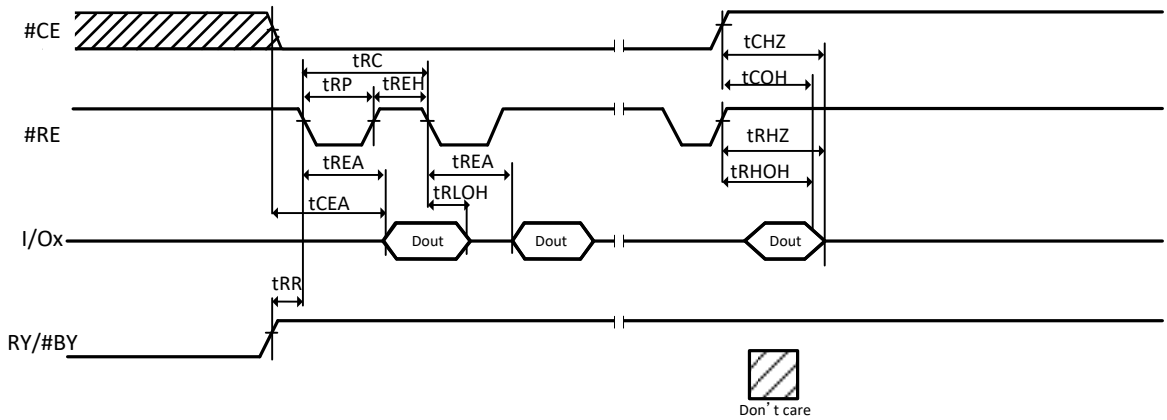 #CE
tCHZ
tRC
tCOH
tRP
tREH
#RE
tRHZ
tREA
tREA
tRHOH
tRLOH
tCEA
I/Ox
Dout
Dout
Dout
tRR
RY/#BY
Don't care